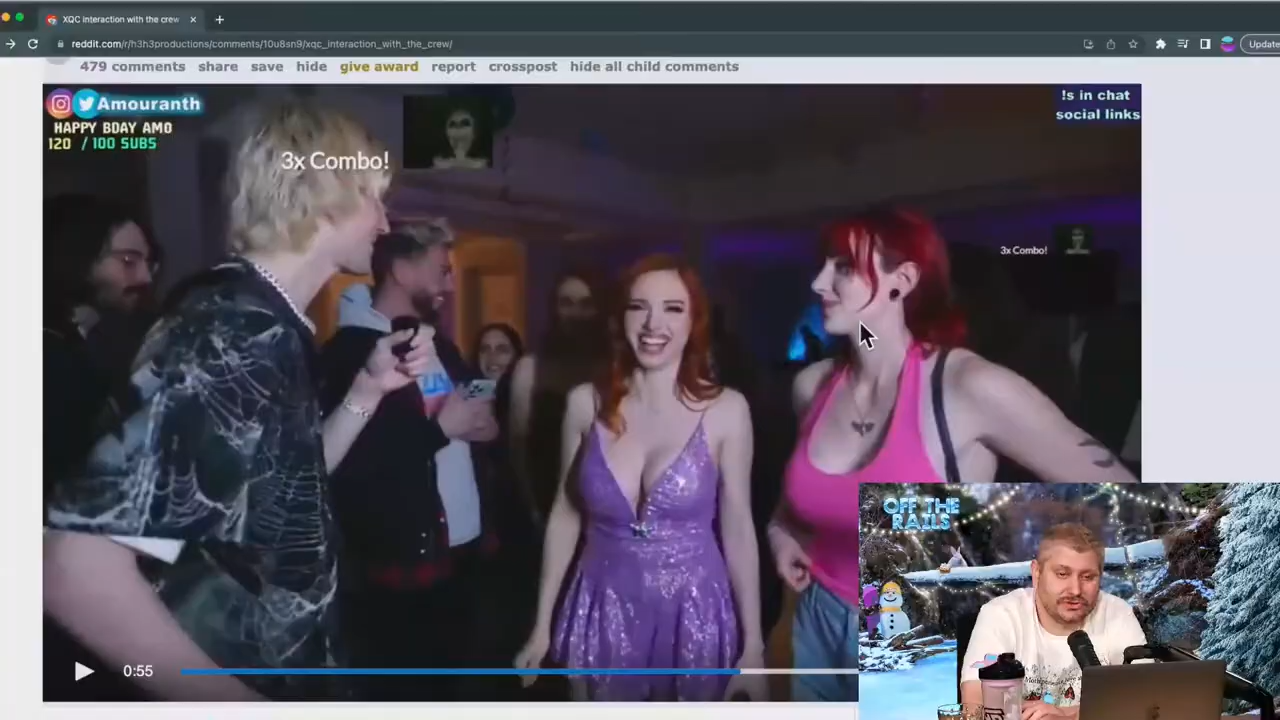 XQC interaction with the crew
reddit.com/r/h3h3productions/comments/10u8sn9/xqc_interaction_with_the_crew/
Update
479 comments share save hide give award report crosspost hide all child comments
Amouranth
HAPPY BDAY AMO
120 / 100 SUBS
!s in chat
social links
3x Combo!
3x Combo!
0:55
OFF THE
RAILS